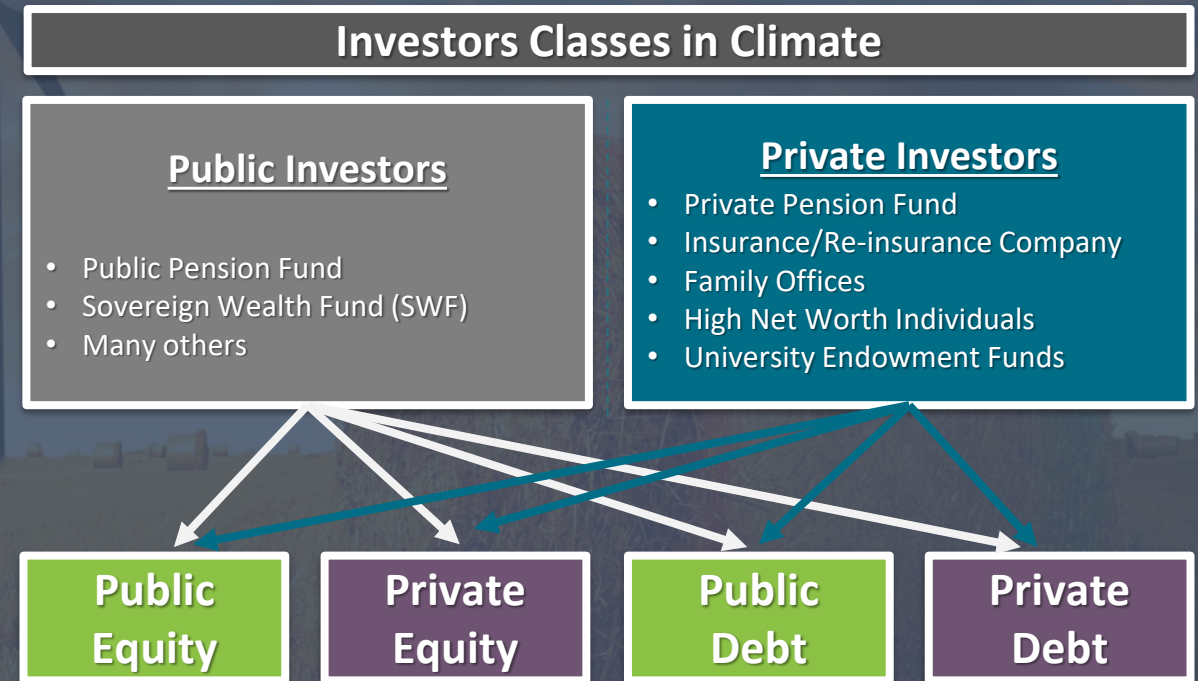 Investors Classes in Climate
Public Investors
• Public Pension Fund
• Sovereign Wealth Fund (SWF)
• Many others
Private Investors
• Private Pension Fund
• Insurance/Re-insurance Company
• Family Offices
• High Net Worth Individuals
• University Endowment Funds
Public
Equity
Private
Equity
Public
Debt
Private
Debt